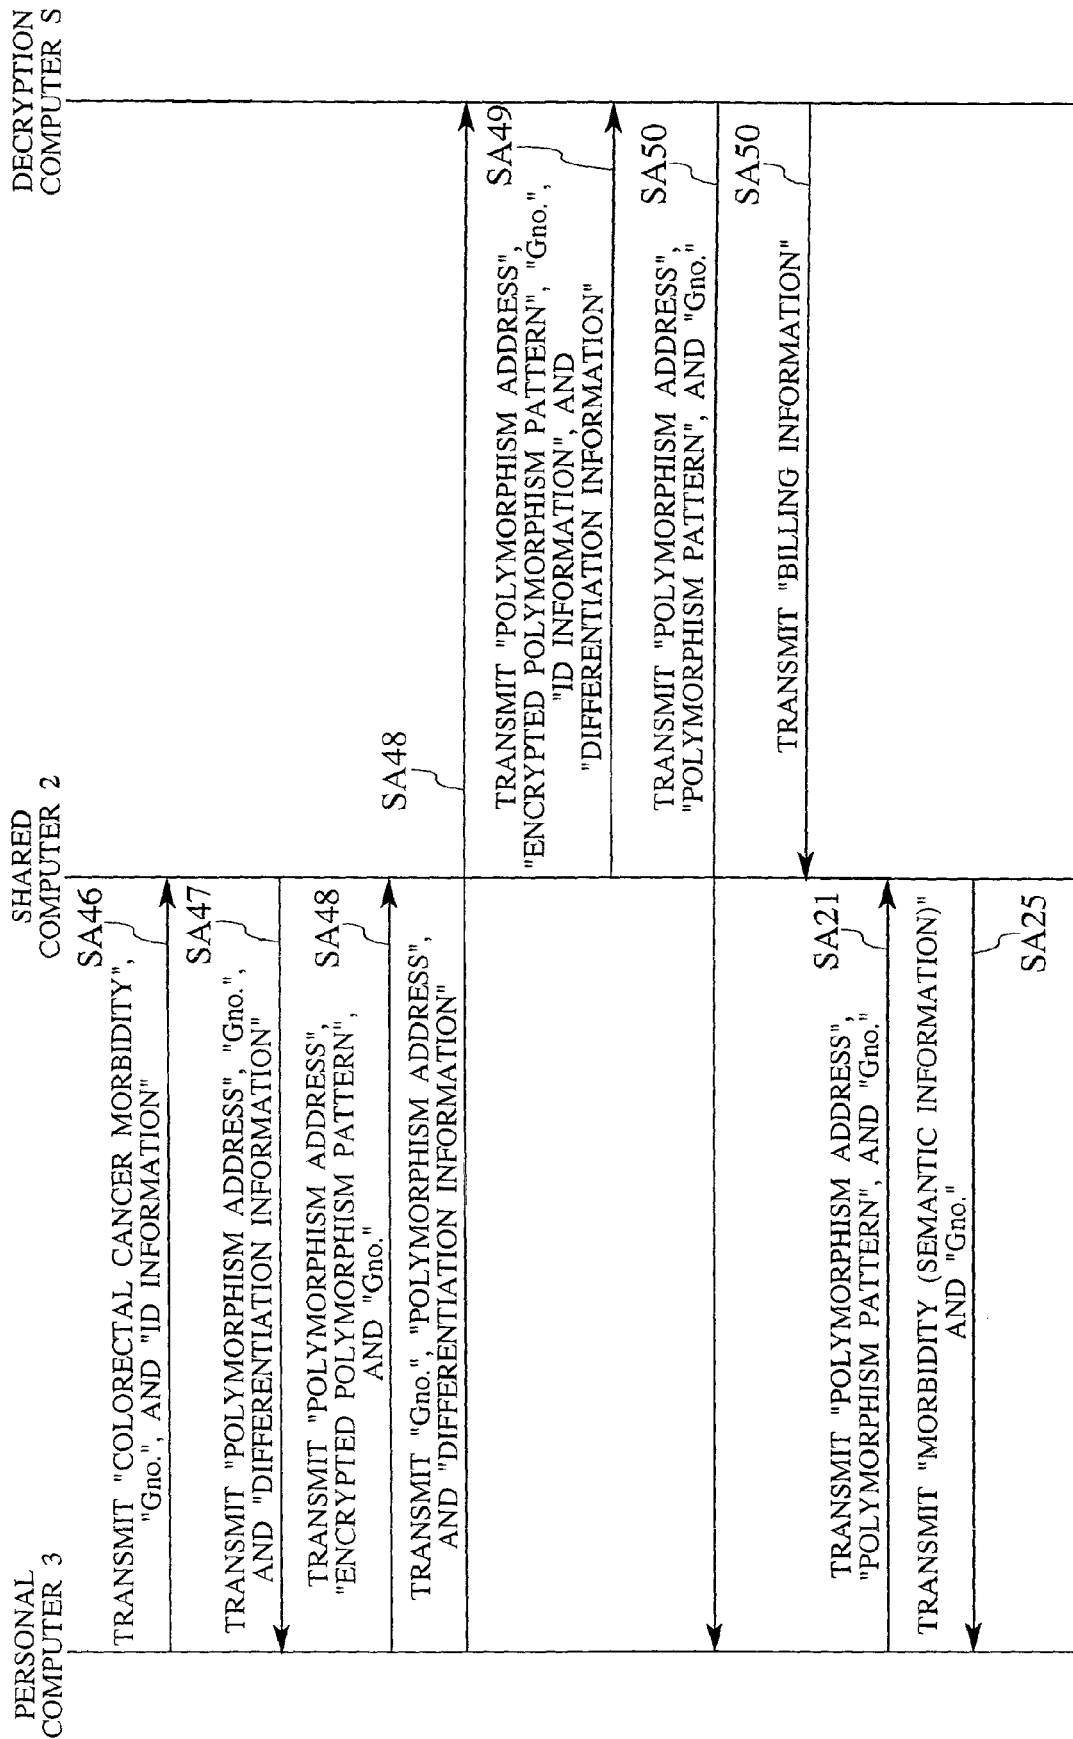 PERSONAL
COMPUTER 3
SHARED
COMPUTER 2
DECRYPTION
COMPUTER S
SA46
TRANSMIT "COLORECTAL CANCER MORBIDITY",
"Gno.", AND "ID INFORMATION"
SA47
TRANSMIT "POLYMORPHISM ADDRESS", "Gno.",
AND "DIFFERENTIATION INFORMATION"
SA48
TRANSMIT "POLYMORPHISM ADDRESS",
"ENCRYPTED POLYMORPHISM PATTERN",
AND "Gno."
SA48
TRANSMIT "Gno.", "POLYMORPHISM ADDRESS",
AND "DIFFERENTIATION INFORMATION"
SA49
TRANSMIT "POLYMORPHISM ADDRESS",
"ENCRYPTED POLYMORPHISM PATTERN", "Gno.",
"ID INFORMATION", AND
"DIFFERENTIATION INFORMATION"
SA50
TRANSMIT "POLYMORPHISM ADDRESS",
"POLYMORPHISM PATTERN", AND "Gno."
SA50
TRANSMIT "BILLING INFORMATION"
SA21
TRANSMIT "POLYMORPHISM ADDRESS",
"POLYMORPHISM PATTERN", AND "Gno."
TRANSMIT "MORBIDITY (SEMANTIC INFORMATION)"
AND "Gno."
SA25